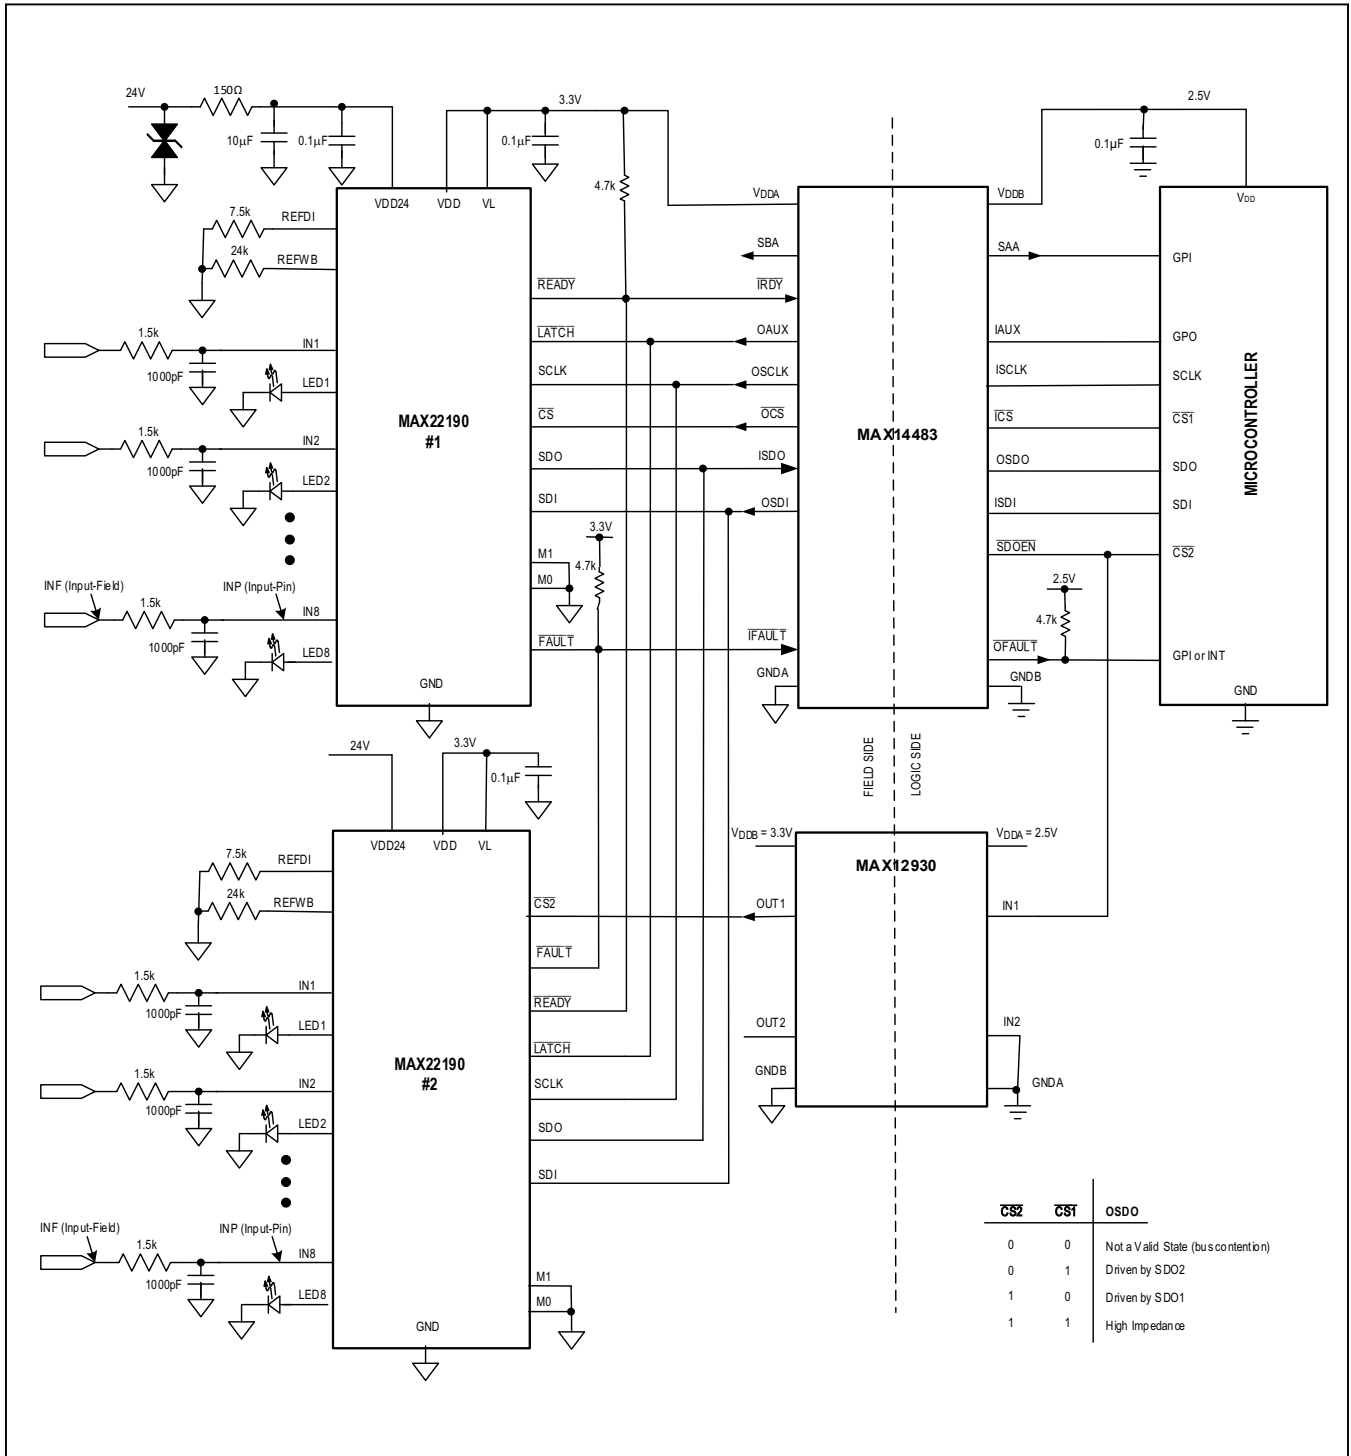 24V
150Ω
10µF
0.1µF
3.3V
0.1µF
4.7k
2.5V
0.1µF
VDD24 VDD VL
VDDA
VDDB
VDD
7.5k
REFDI
24k
REFWB
SBA
SAA
GPI
READY
IRDY
1.5k
IN1
1000pF
LED1
LATCH
OAUX
IAUX
GPO
SCLK
OSCLK
ISCLK
SCLK
MAX22190
#1
CS
OCS
MAX14483
ICS
CS1
MICROCONTROLLER
1.5k
IN2
1000pF
LED2
SDO
ISDO
OSDO
SDO
SDI
OSDI
ISDI
SDI
3.3V
4.7k
SDOEN
CS2
M1
M0
2.5V
4.7k
INF (Input-Field)
1.5k
INP (Input-Pin)
IN8
1000pF
LED8
FAULT
IFAULT
OFAULT
GPI or INT
GNDA
GNDB
GND
GND
24V
3.3V
0.1µF
FIELD SIDE
LOGIC SIDE
VDD24 VDD VL
VDDB = 3.3V
VDDA = 2.5V
MAX12930
7.5k
REFDI
24k
REFWB
CS2
OUT1
IN1
FAULT
1.5k
IN1
1000pF
LED1
READY
OUT2
IN2
LATCH
MAX22190
#2
GNDB
GNDA
SCLK
1.5k
IN2
1000pF
LED2
SDO
SDI
INF (Input-Field)
1.5k
INP (Input-Pin)
IN8
1000pF
LED8
M1
M0
GND
CS2 CS1 OSDO
0 0 Not a Valid State (bus contention)
0 1 Driven by SDO2
1 0 Driven by SDO1
1 1 High Impedance